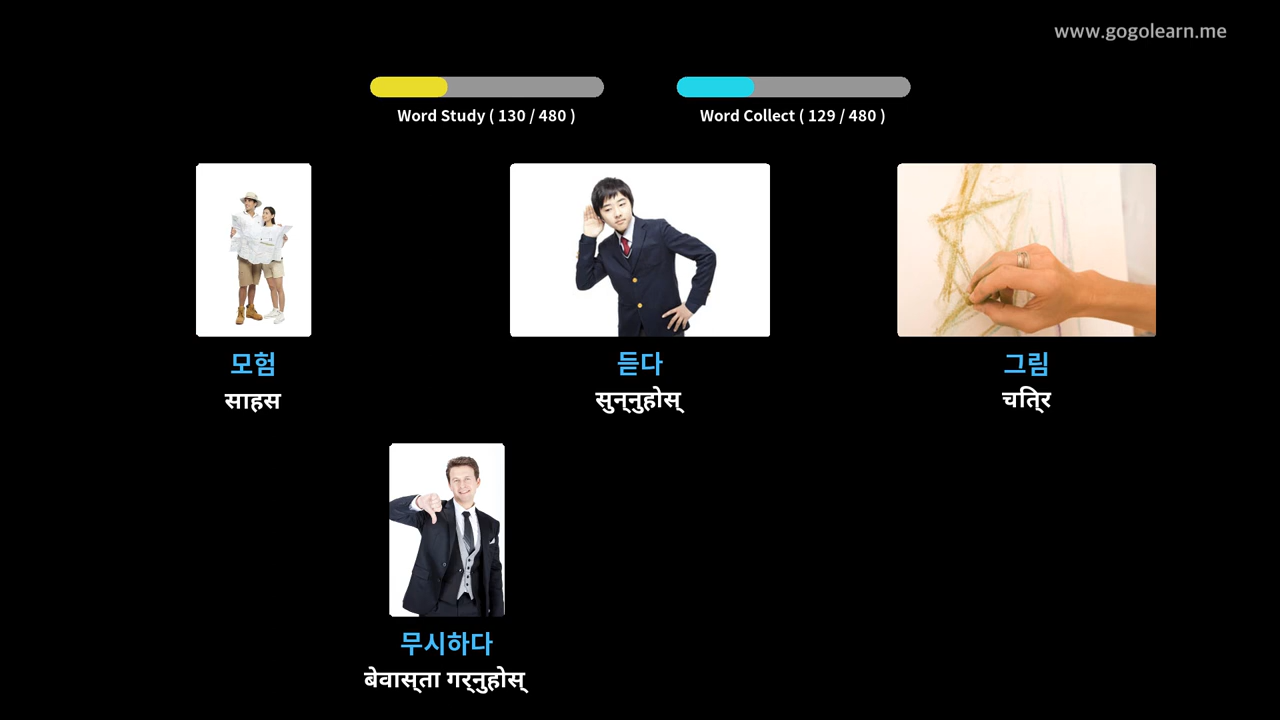 www.gogolearn.me
Word Study ( 130 / 480 )
Word Collect ( 129 / 480 )
모험
साहस
듣다
सुन्‌नुहोस्
그림
चति्र
무시하다
बेवास्‌ता गर्‌नुहोस्